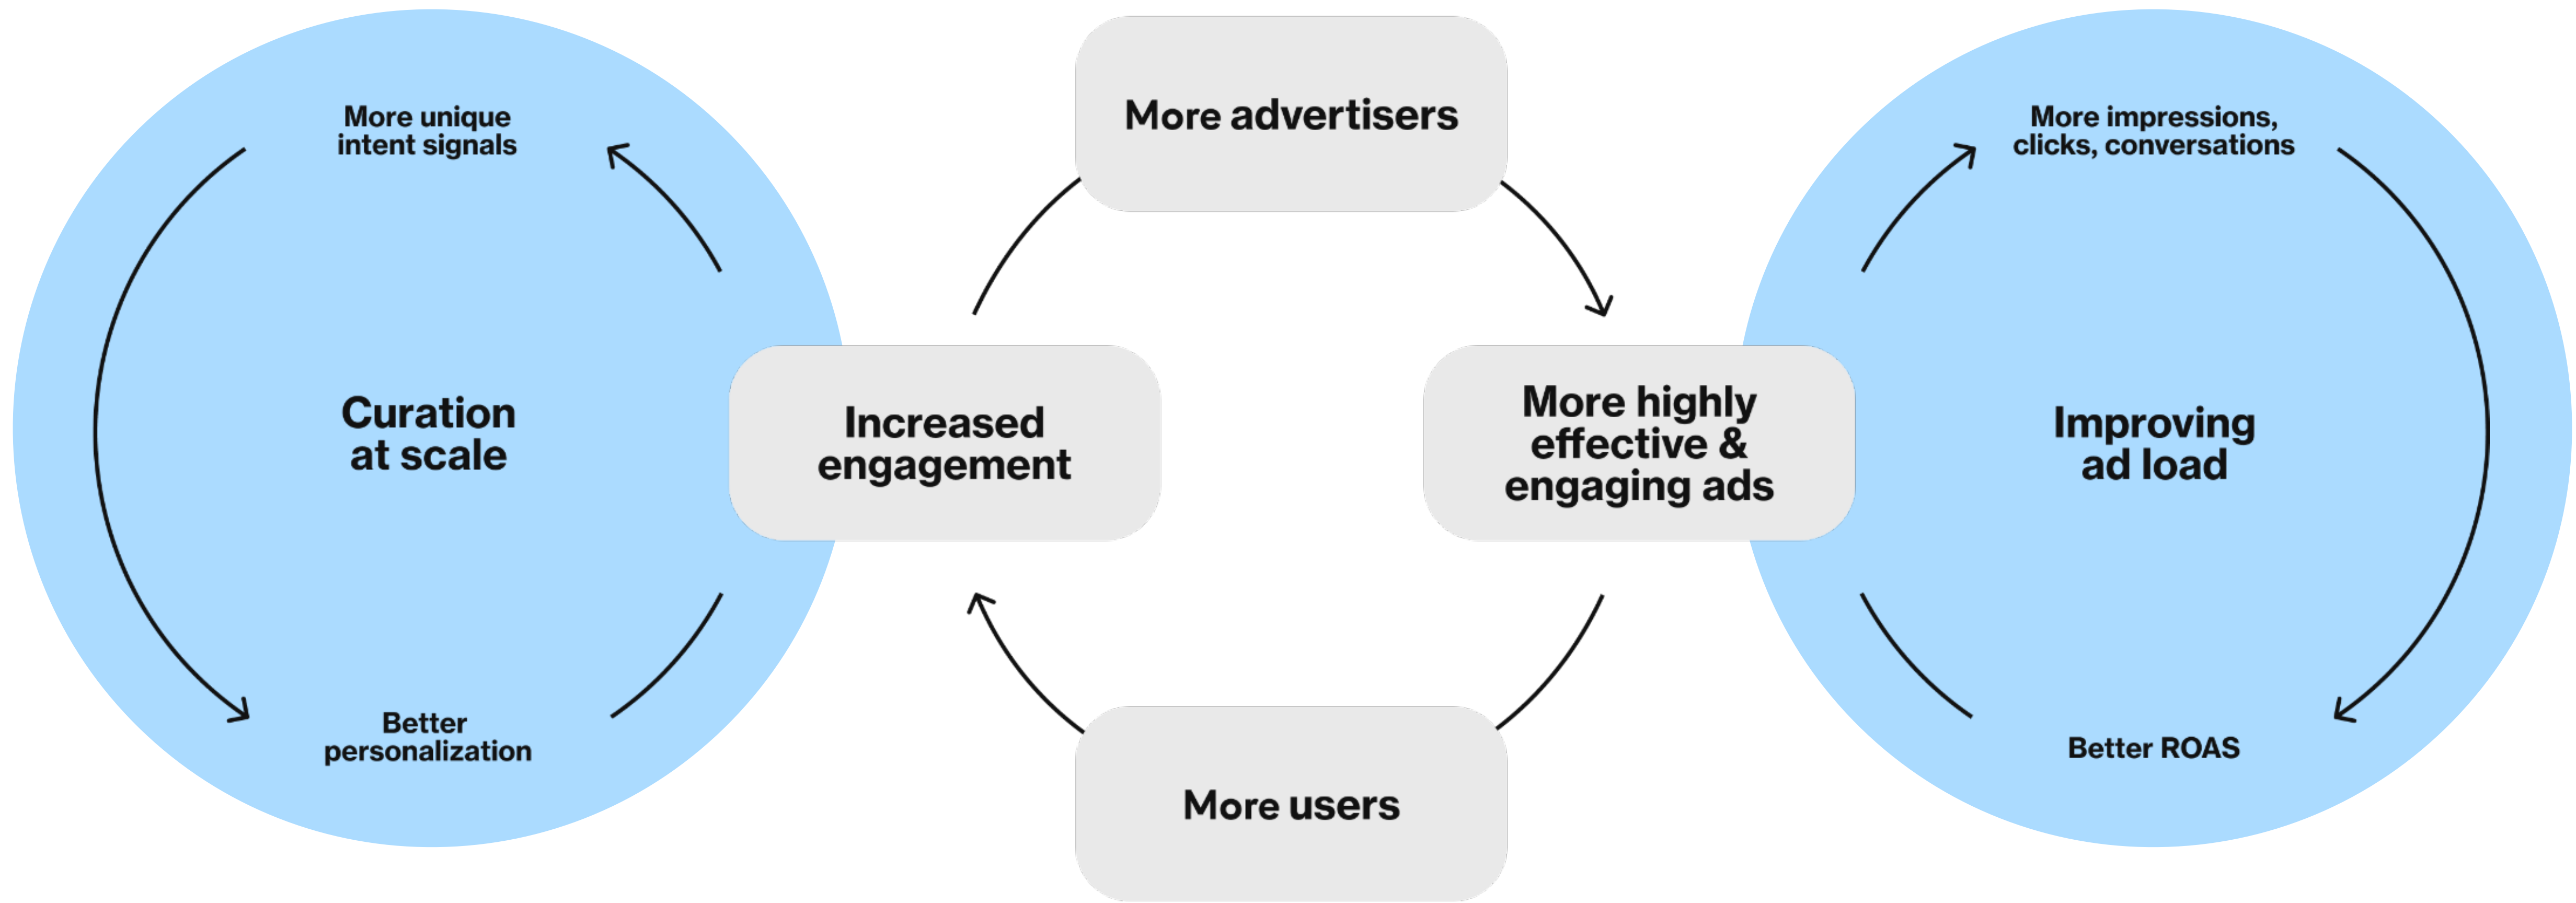 More unique
intent signals
Curation
at scale
Better
personalization
Increased
engagement
More advertisers
More users
More highly
effective &
engaging ads
More impressions,
clicks, conversations
Improving
ad load
Better ROAS